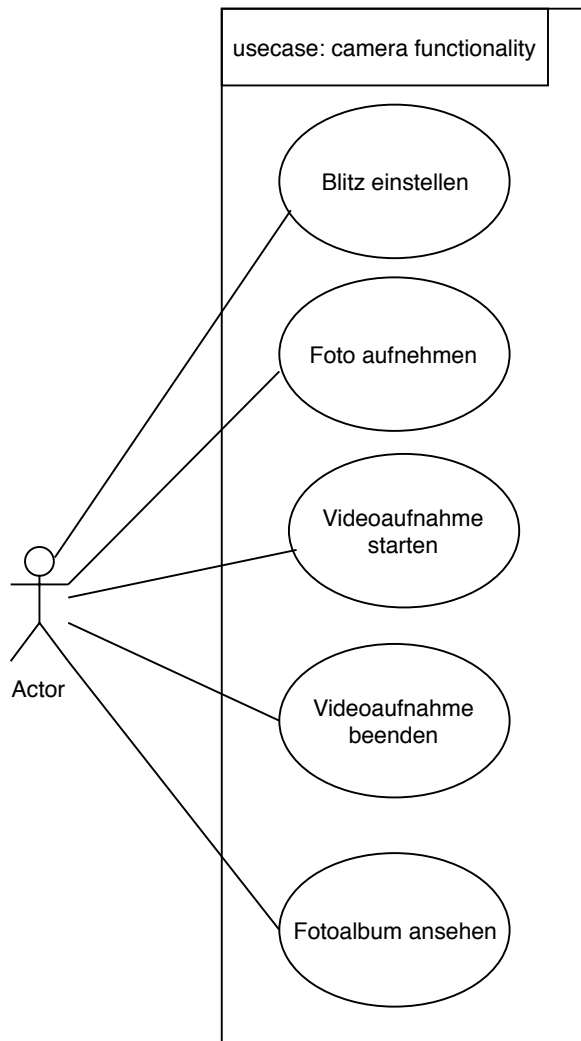 usecase: camera functionality
Blitz einstellen
Foto aufnehmen
Videoaufnahme
starten
Actor
Videoaufnahme
beenden
Fotoalbum ansehen